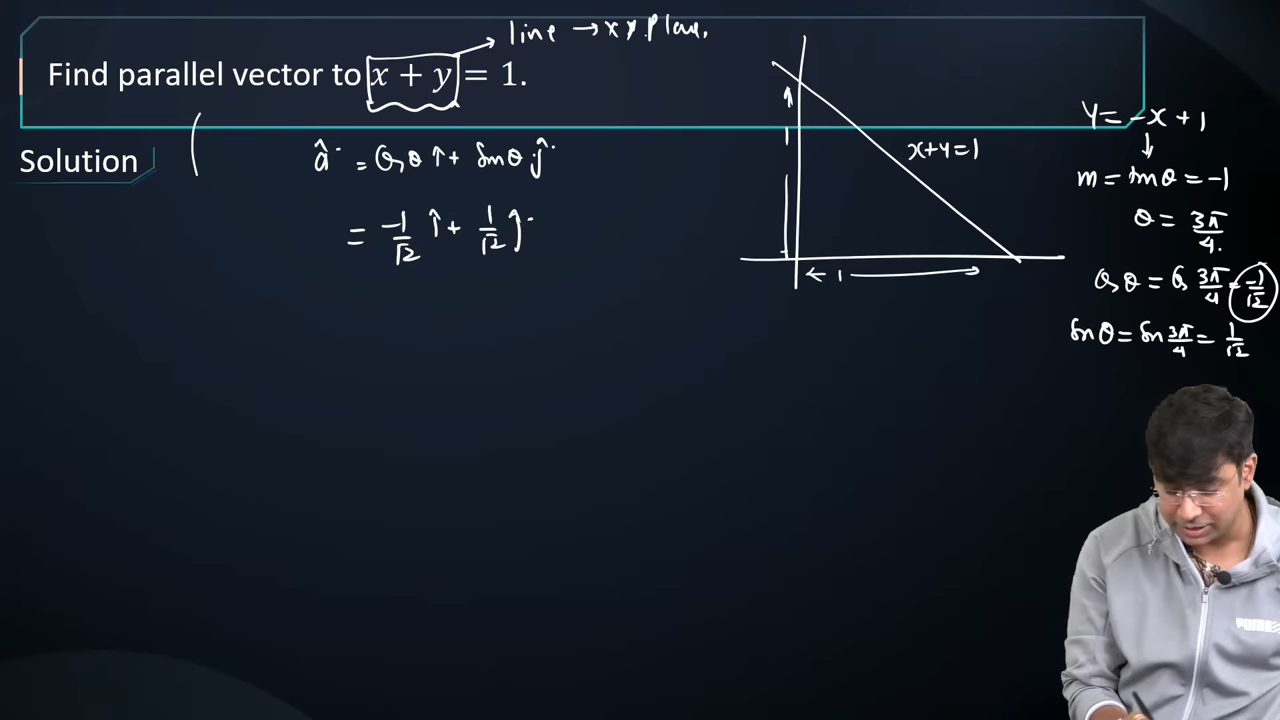 line → xy plane.
Find parallel vector to x + y = 1.
Solution
â = Cosθ î + Sinθ ĵ
= -1/√2 î + 1/√2 ĵ
x+y=1
1
1
y = -x + 1
m = tanθ = -1
θ = 3π/4.
Cosθ = Cos 3π/4 = -1/√2
Sinθ = Sin 3π/4 = 1/√2
PUMA